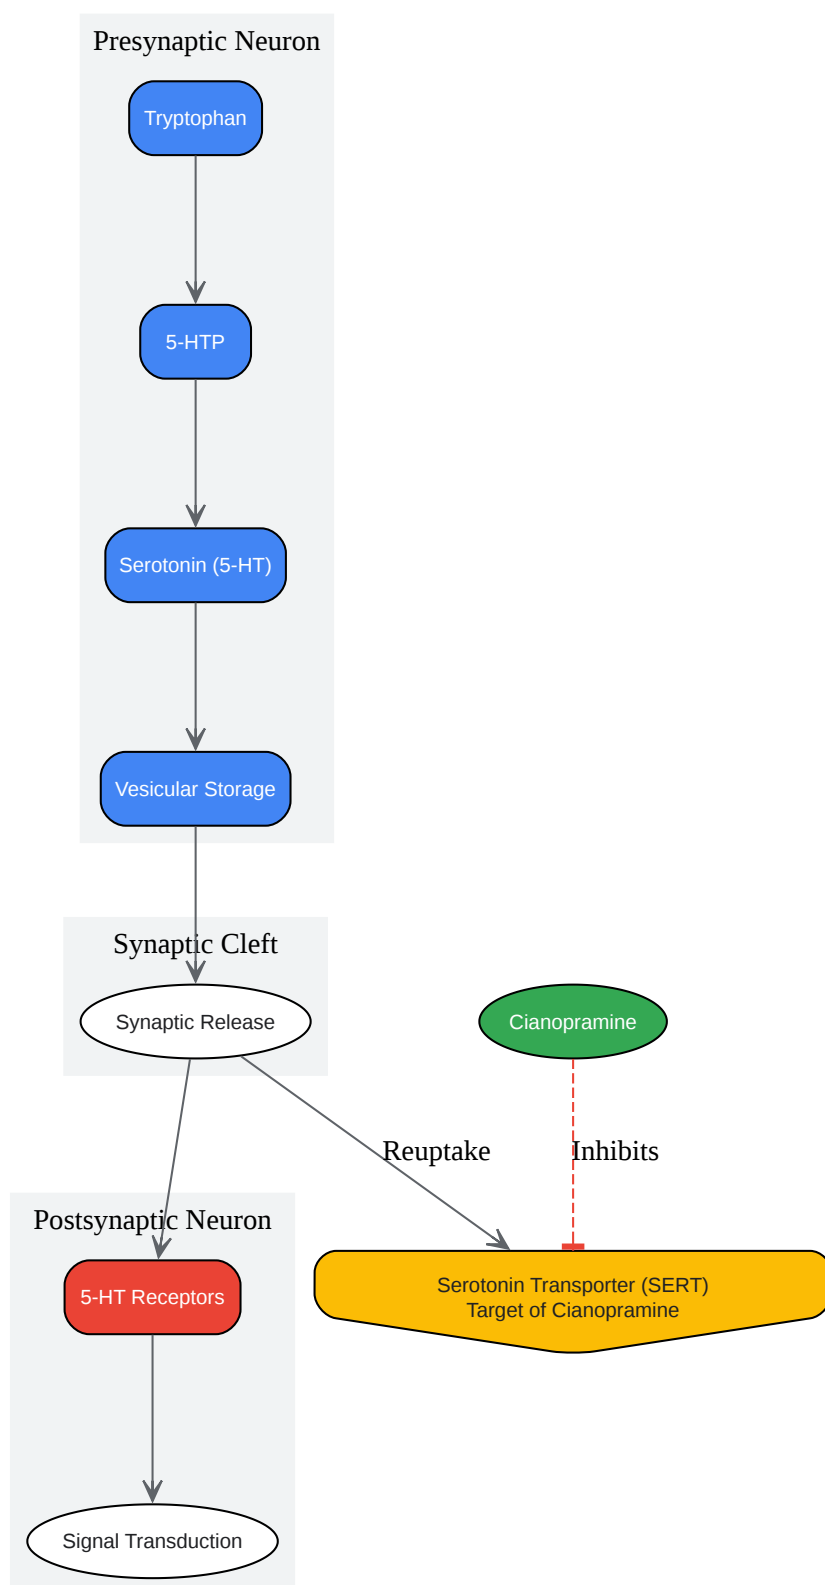 Presynaptic Neuron
Tryptophan
5-HTP
Serotonin (5-HT)
Vesicular Storage
Synaptic Cleft
Synaptic Release
Cianopramine
Reuptake
Inhibits
Postsynaptic Neuron
5-HT Receptors
Serotonin Transporter (SERT)
Target of Cianopramine
Signal Transduction